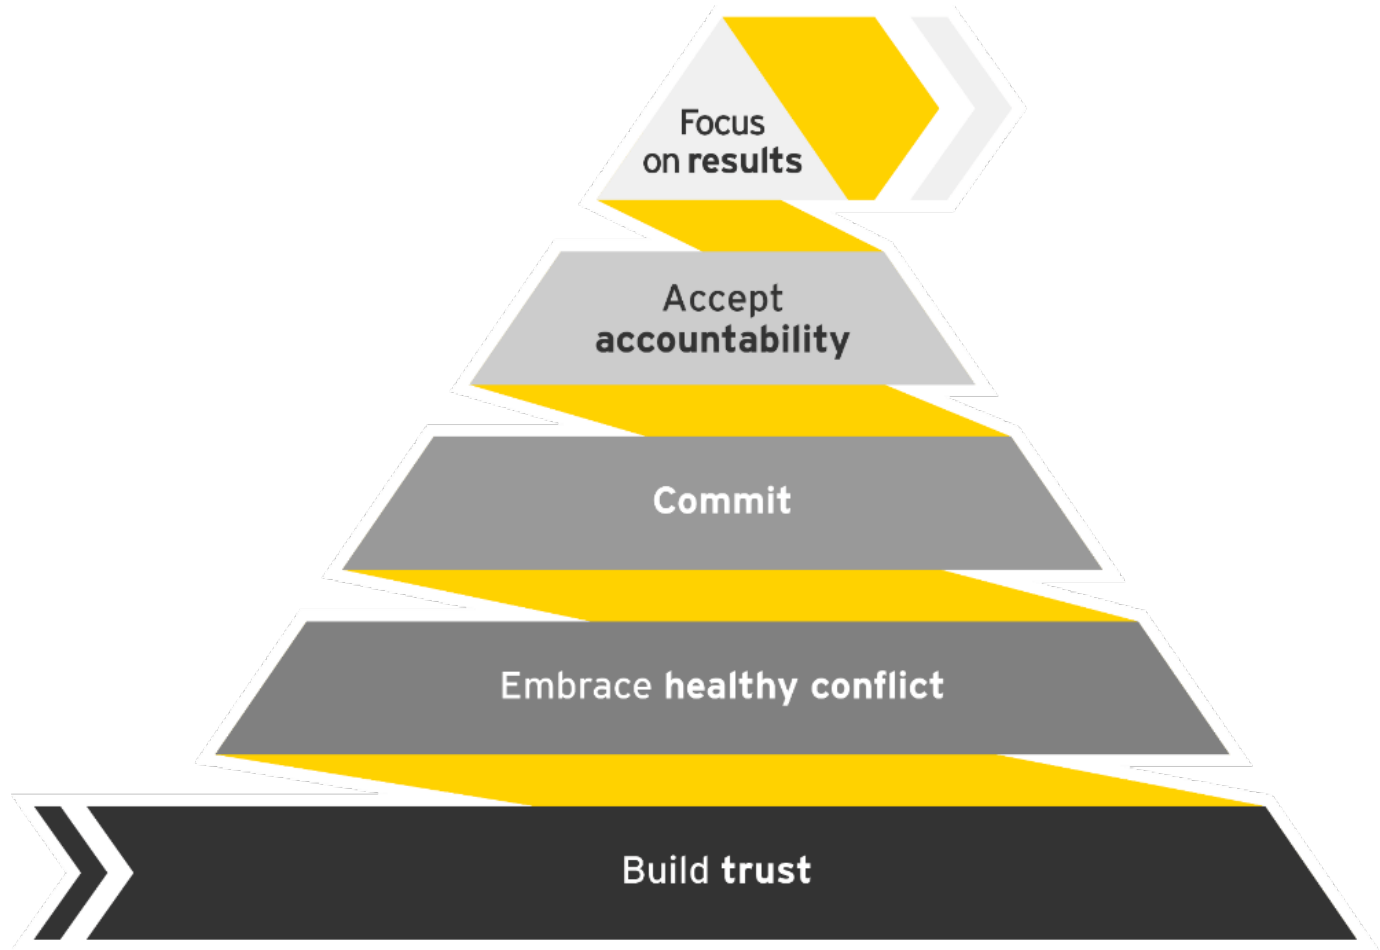 Focus
on results
Accept
accountability
Commit
Embrace healthy conflict
Build trust